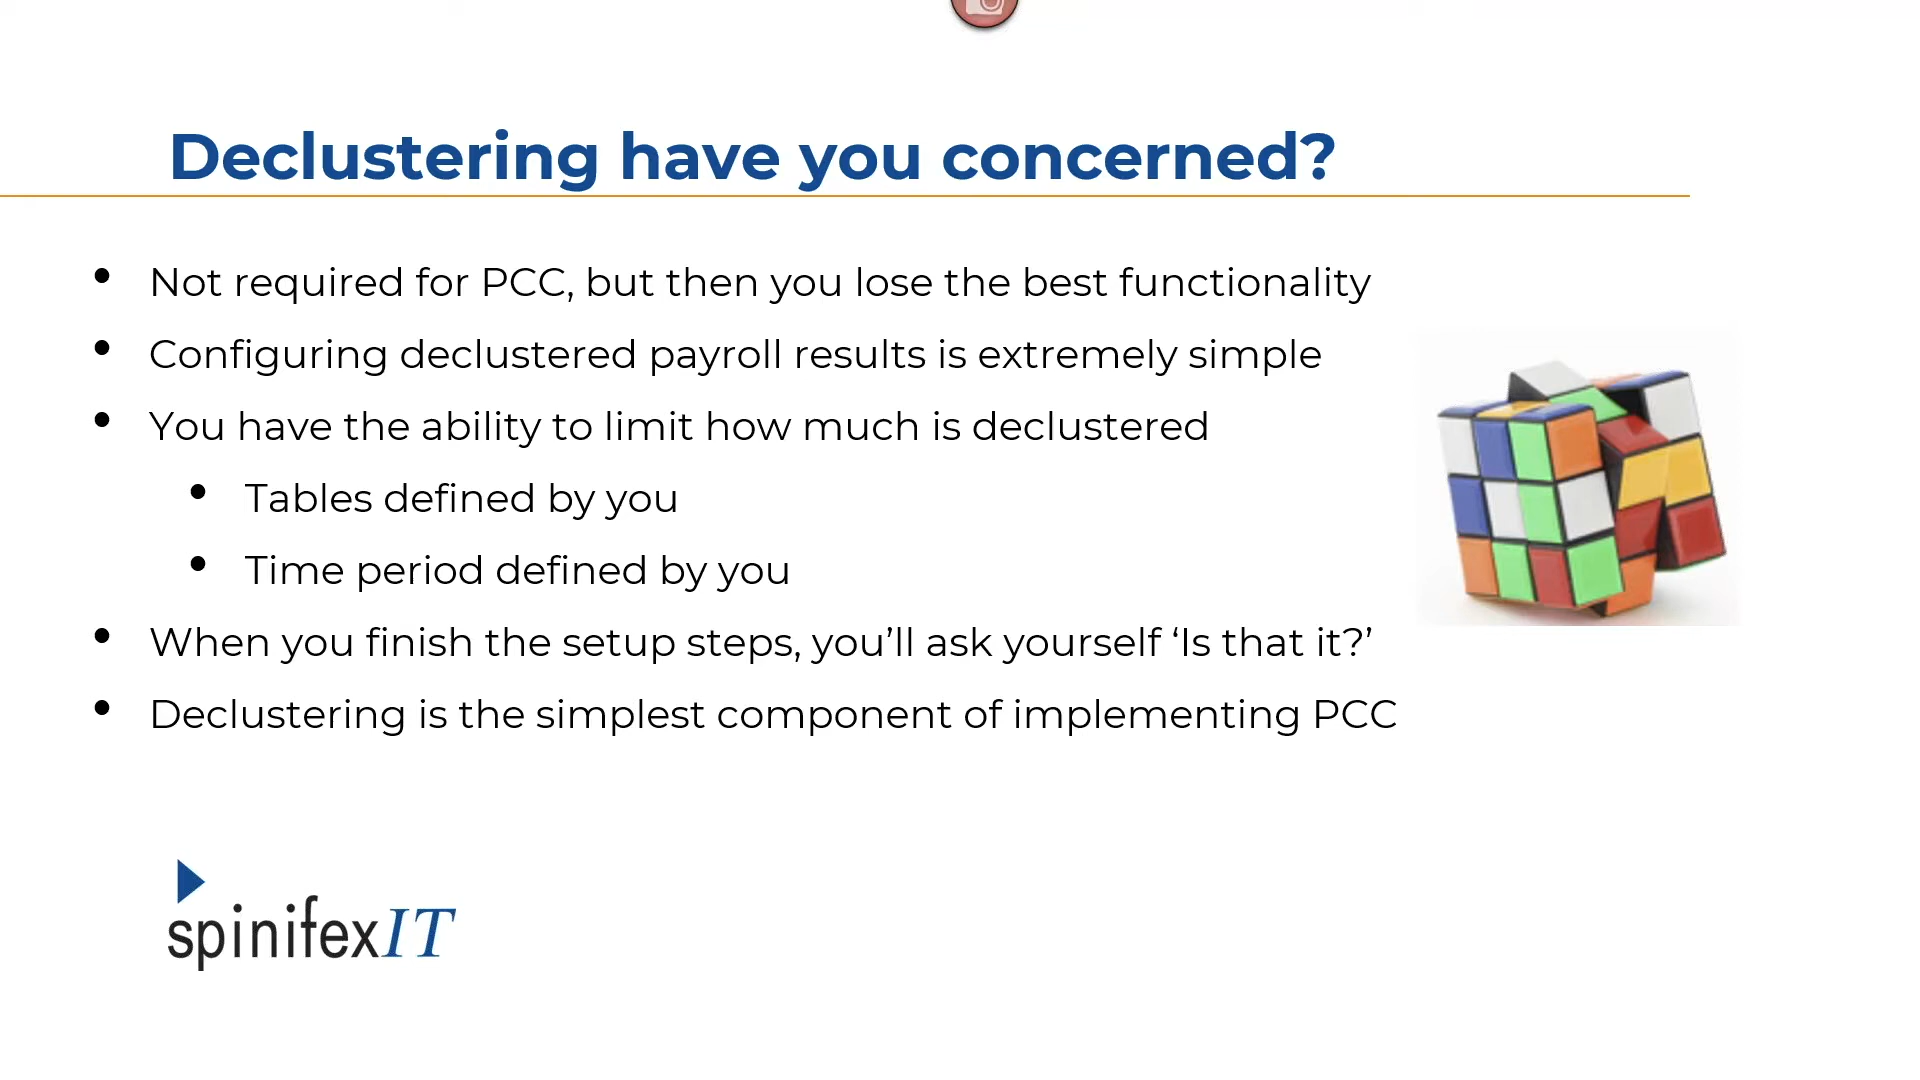 Declustering have you concerned?
• Not required for PCC, but then you lose the best functionality
• Configuring declustered payroll results is extremely simple
• You have the ability to limit how much is declustered
• Tables defined by you
• Time period defined by you
• When you finish the setup steps, you’ll ask yourself ‘Is that it?’
• Declustering is the simplest component of implementing PCC
spinifexIT